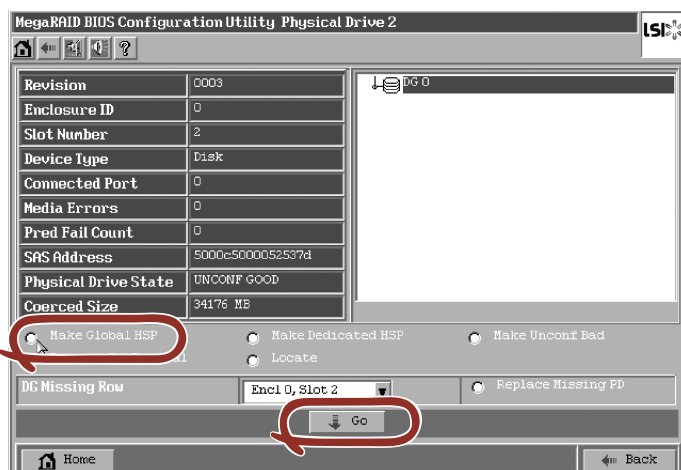 MegaRAID BIOS Configuration Utility Physical Drive 2
LSI
?
Revision 0003
DG 0
Enclosure ID 0
Slot Number 2
Device Type Disk
Connected Port 0
Media Errors 0
Pred Fail Count 0
SAS Address 5000c5000052537d
Physical Drive State UNCONF GOOD
Coerced Size 34176 MB
Make Global HSP Make Dedicated HSP Make Unconf Bad
Locate
DG Missing Row Encl 0, Slot 2 Replace Missing PD
Go
Home Back